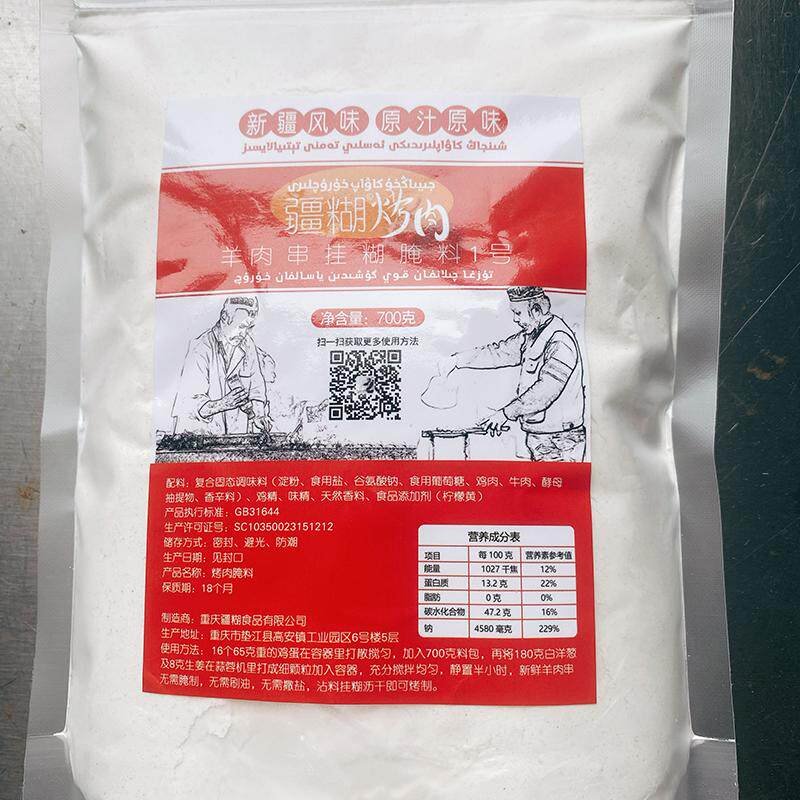 新疆风味 原汁原味
شىنجاڭ كاۋاپلىرىدىكى ئەسلىي تەمنى تېتىيالايسىز
جىياڭخۇ كاۋاپ خۇرۇچلىرى
疆糊烤肉
羊肉串挂糊腌料1号
تۇزغا چىلانغان قوي گۆشىدىن ياسالغان خۇرۇچ
净含量：700克
扫一扫获取更多使用方法
配料：复合固态调味料（淀粉、食用盐、谷氨酸钠、食用葡萄糖、鸡肉、牛肉、酵母
抽提物、香辛料）、鸡精、味精、天然香料、食品添加剂（柠檬黄）
产品执行标准：GB31644
生产许可证号：SC10350023151212
储存方式：密封、避光、防潮
生产日期：见封口
产品名称：烤肉腌料
保质期：18个月
营养成分表
项目 每100克 营养素参考值
能量 1027千焦 12%
蛋白质 13.2克 22%
脂肪 0克 0%
碳水化合物 47.2克 16%
钠 4580毫克 229%
制造商：重庆疆糊食品有限公司
生产地址：重庆市垫江县高安镇工业园区6号楼5层
使用方法：16个65克重的鸡蛋在容器里打散搅匀，加入700克料包，再将180克白洋葱
及8克生姜在蒜蓉机里打成细颗粒加入容器，充分搅拌均匀，静置半小时，新鲜羊肉串
无需腌制，无需刷油，无需撒盐，沾料挂糊沥干即可烤制。